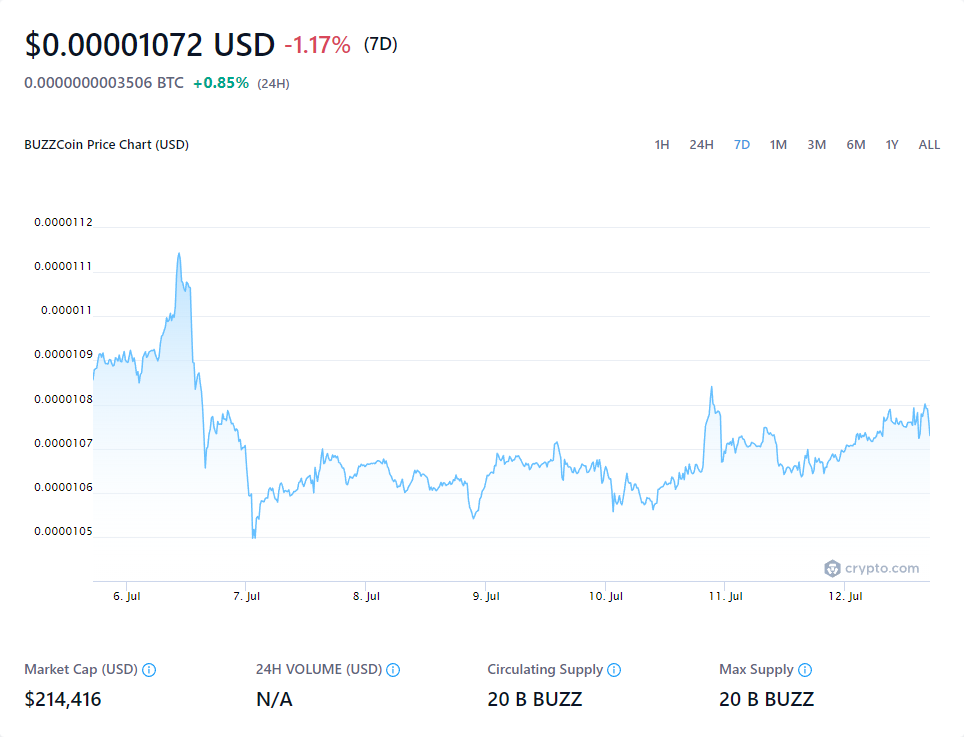 $0.00001072 USD -1.17% (7D)
0.0000000003506 BTC +0.85% (24H)
BUZZCoin Price Chart (USD)
1H 24H 7D 1M 3M 6M 1Y ALL
0.0000112
0.0000111
0.000011
0.0000109
0.0000108
0.0000107
0.0000106
0.0000105
crypto.com
6. Jul 7. Jul 8. Jul 9. Jul 10. Jul 11. Jul 12. Jul
Market Cap (USD) 24H VOLUME (USD) Circulating Supply Max Supply
$214,416 N/A 20 B BUZZ 20 B BUZZ